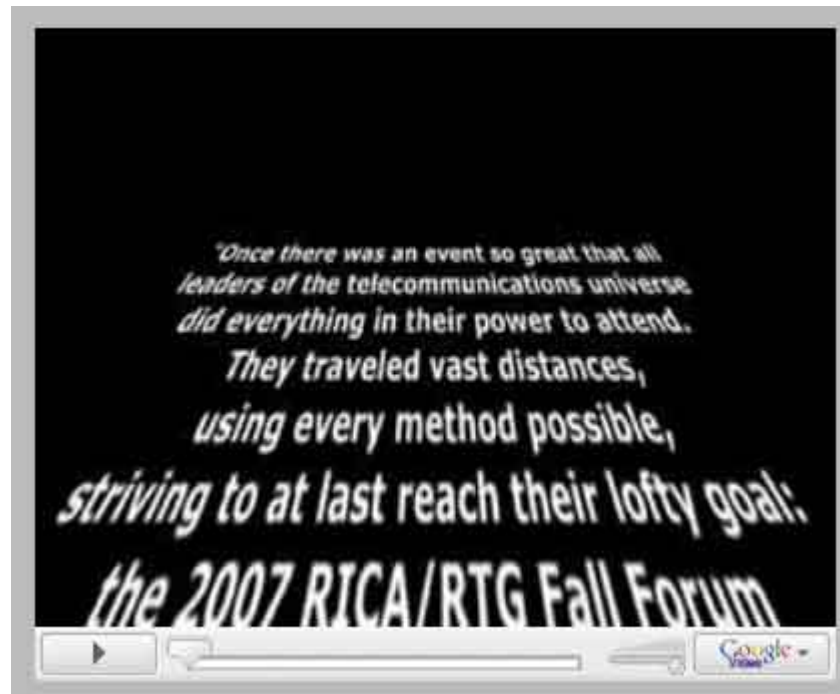 "Once there was an event so great that all
leaders of the telecommunications universe
did everything in their power to attend.
They traveled vast distances,
using every method possible,
striving to at last reach their lofty goal:
the 2007 RICA/RTG Fall Forum
Google
Video